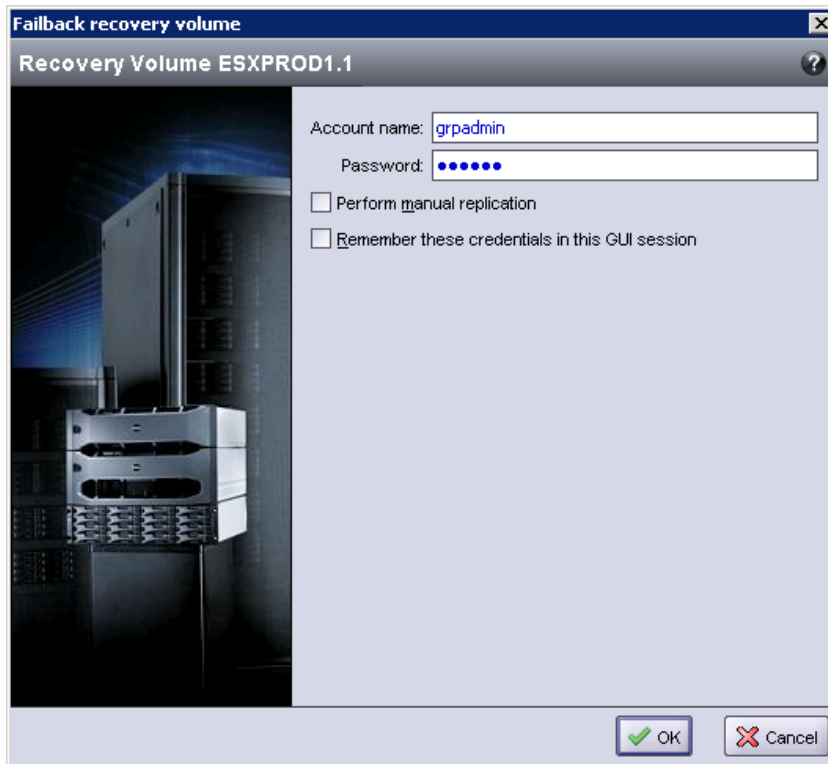 Failback recovery volume
Recovery Volume ESXPROD1.1
?
Account name: grpadmin
Password: ●●●●●●
Perform manual replication
Remember these credentials in this GUI session
OK
Cancel